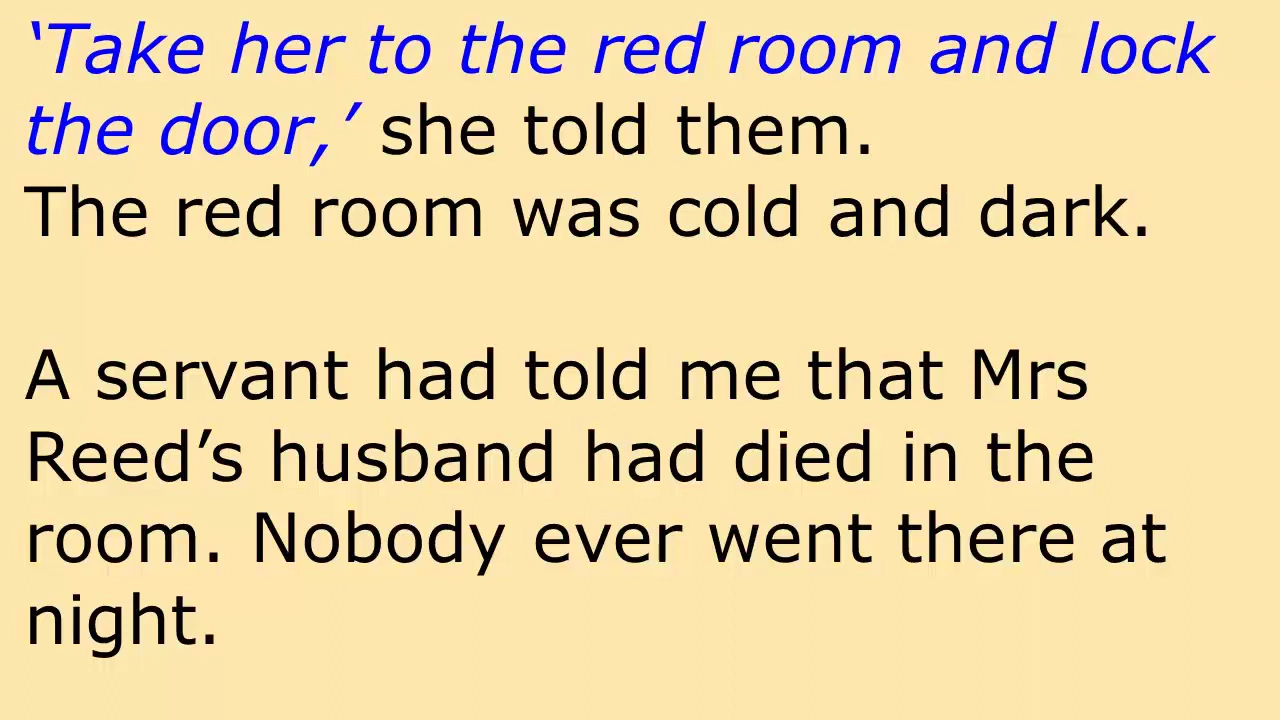 ‘Take her to the red room and lock
the door,’ she told them.
The red room was cold and dark.
A servant had told me that Mrs
Reed’s husband had died in the
room. Nobody ever went there at
night.